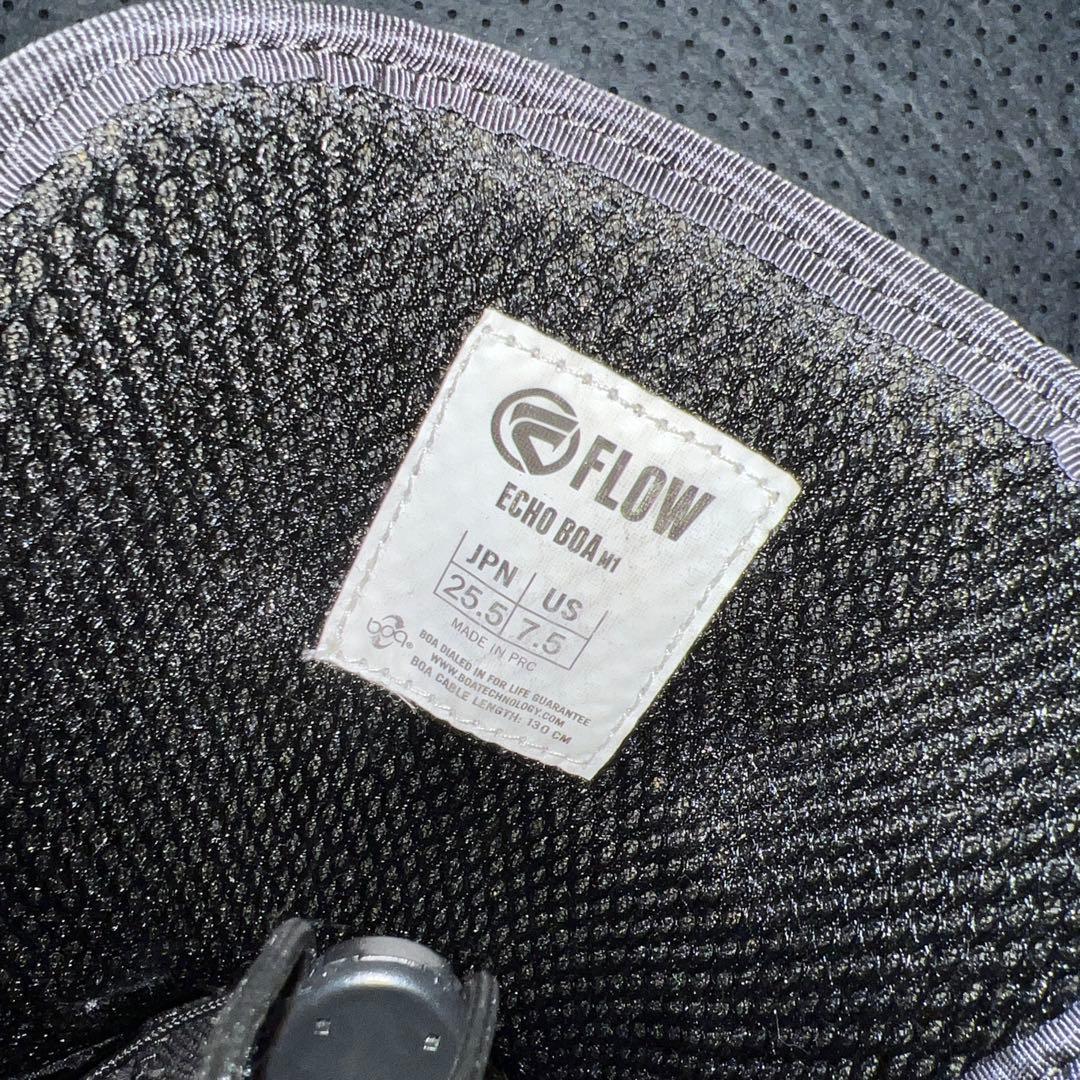 FLOW
ECHO BOA M1
JPN US
25.5 7.5
MADE IN PRC
boa® BOA DIALED IN FOR LIFE GUARANTEE
WWW.BOATECHNOLOGY.COM
BOA CABLE LENGTH: 130 CM